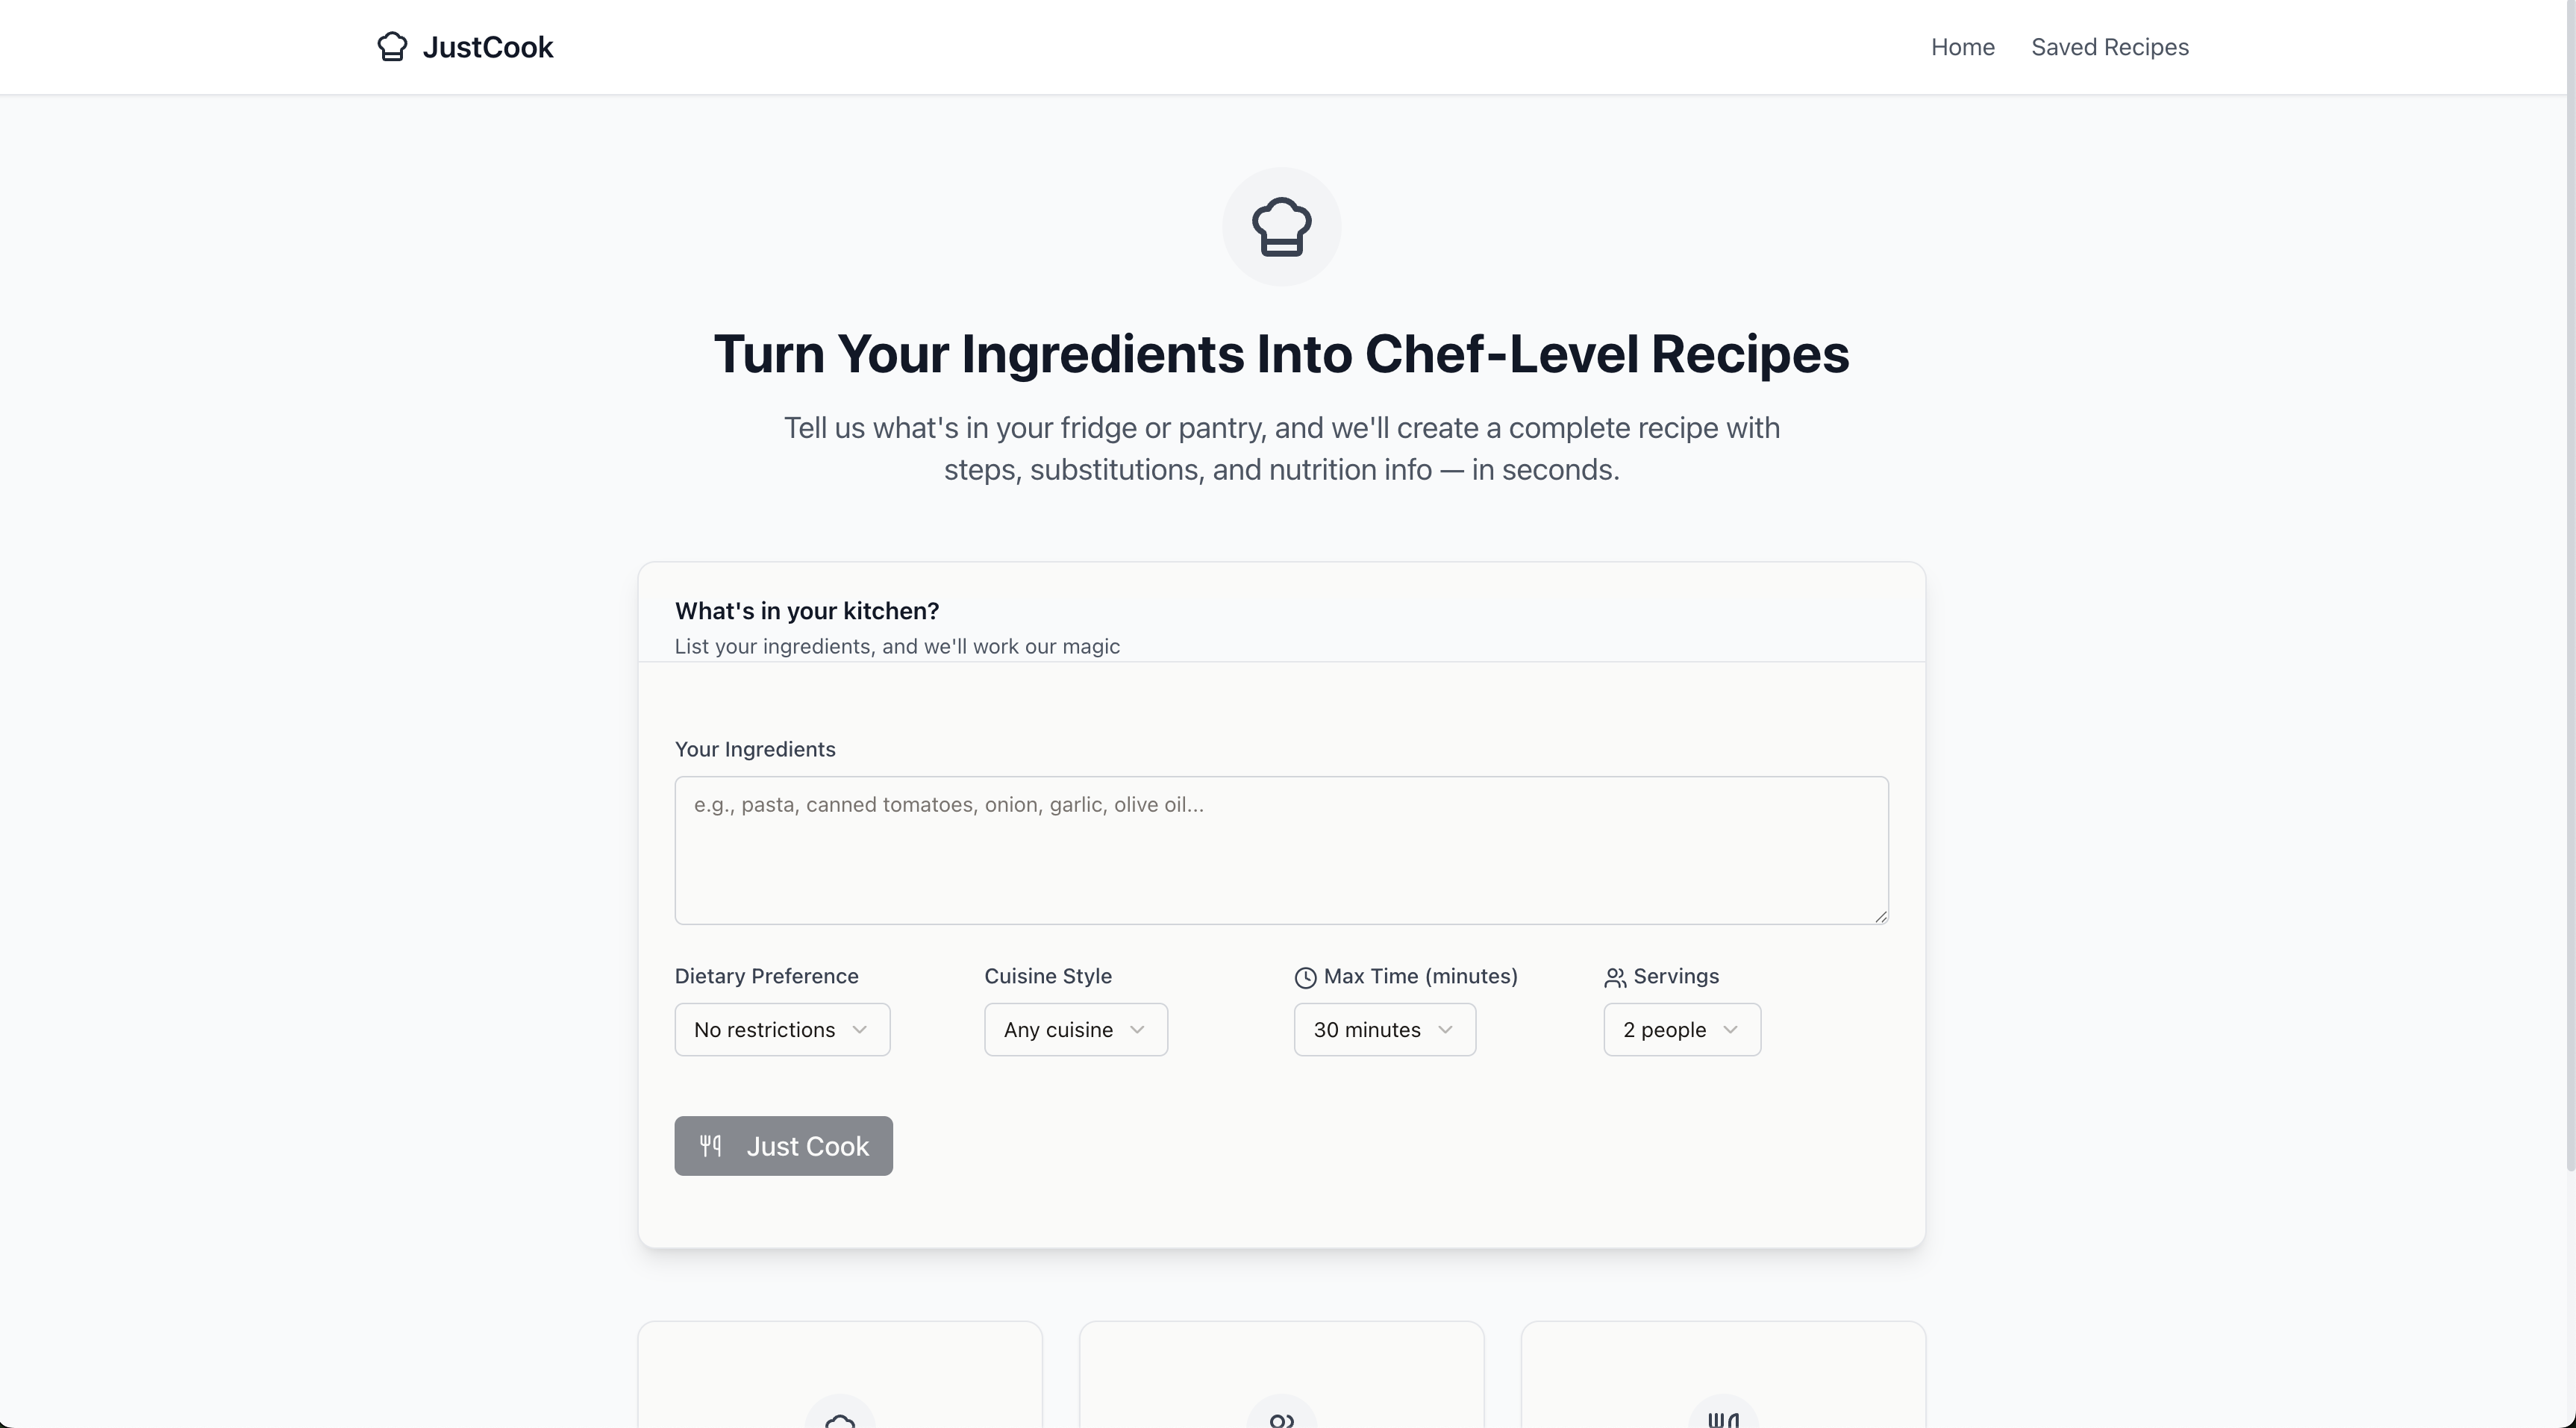 JustCook
Home
Saved Recipes
Turn Your Ingredients Into Chef-Level Recipes
Tell us what's in your fridge or pantry, and we'll create a complete recipe with
steps, substitutions, and nutrition info — in seconds.
What's in your kitchen?
List your ingredients, and we'll work our magic
Your Ingredients
e.g., pasta, canned tomatoes, onion, garlic, olive oil...
Dietary Preference
Cuisine Style
Max Time (minutes)
Servings
No restrictions
Any cuisine
30 minutes
2 people
Just Cook